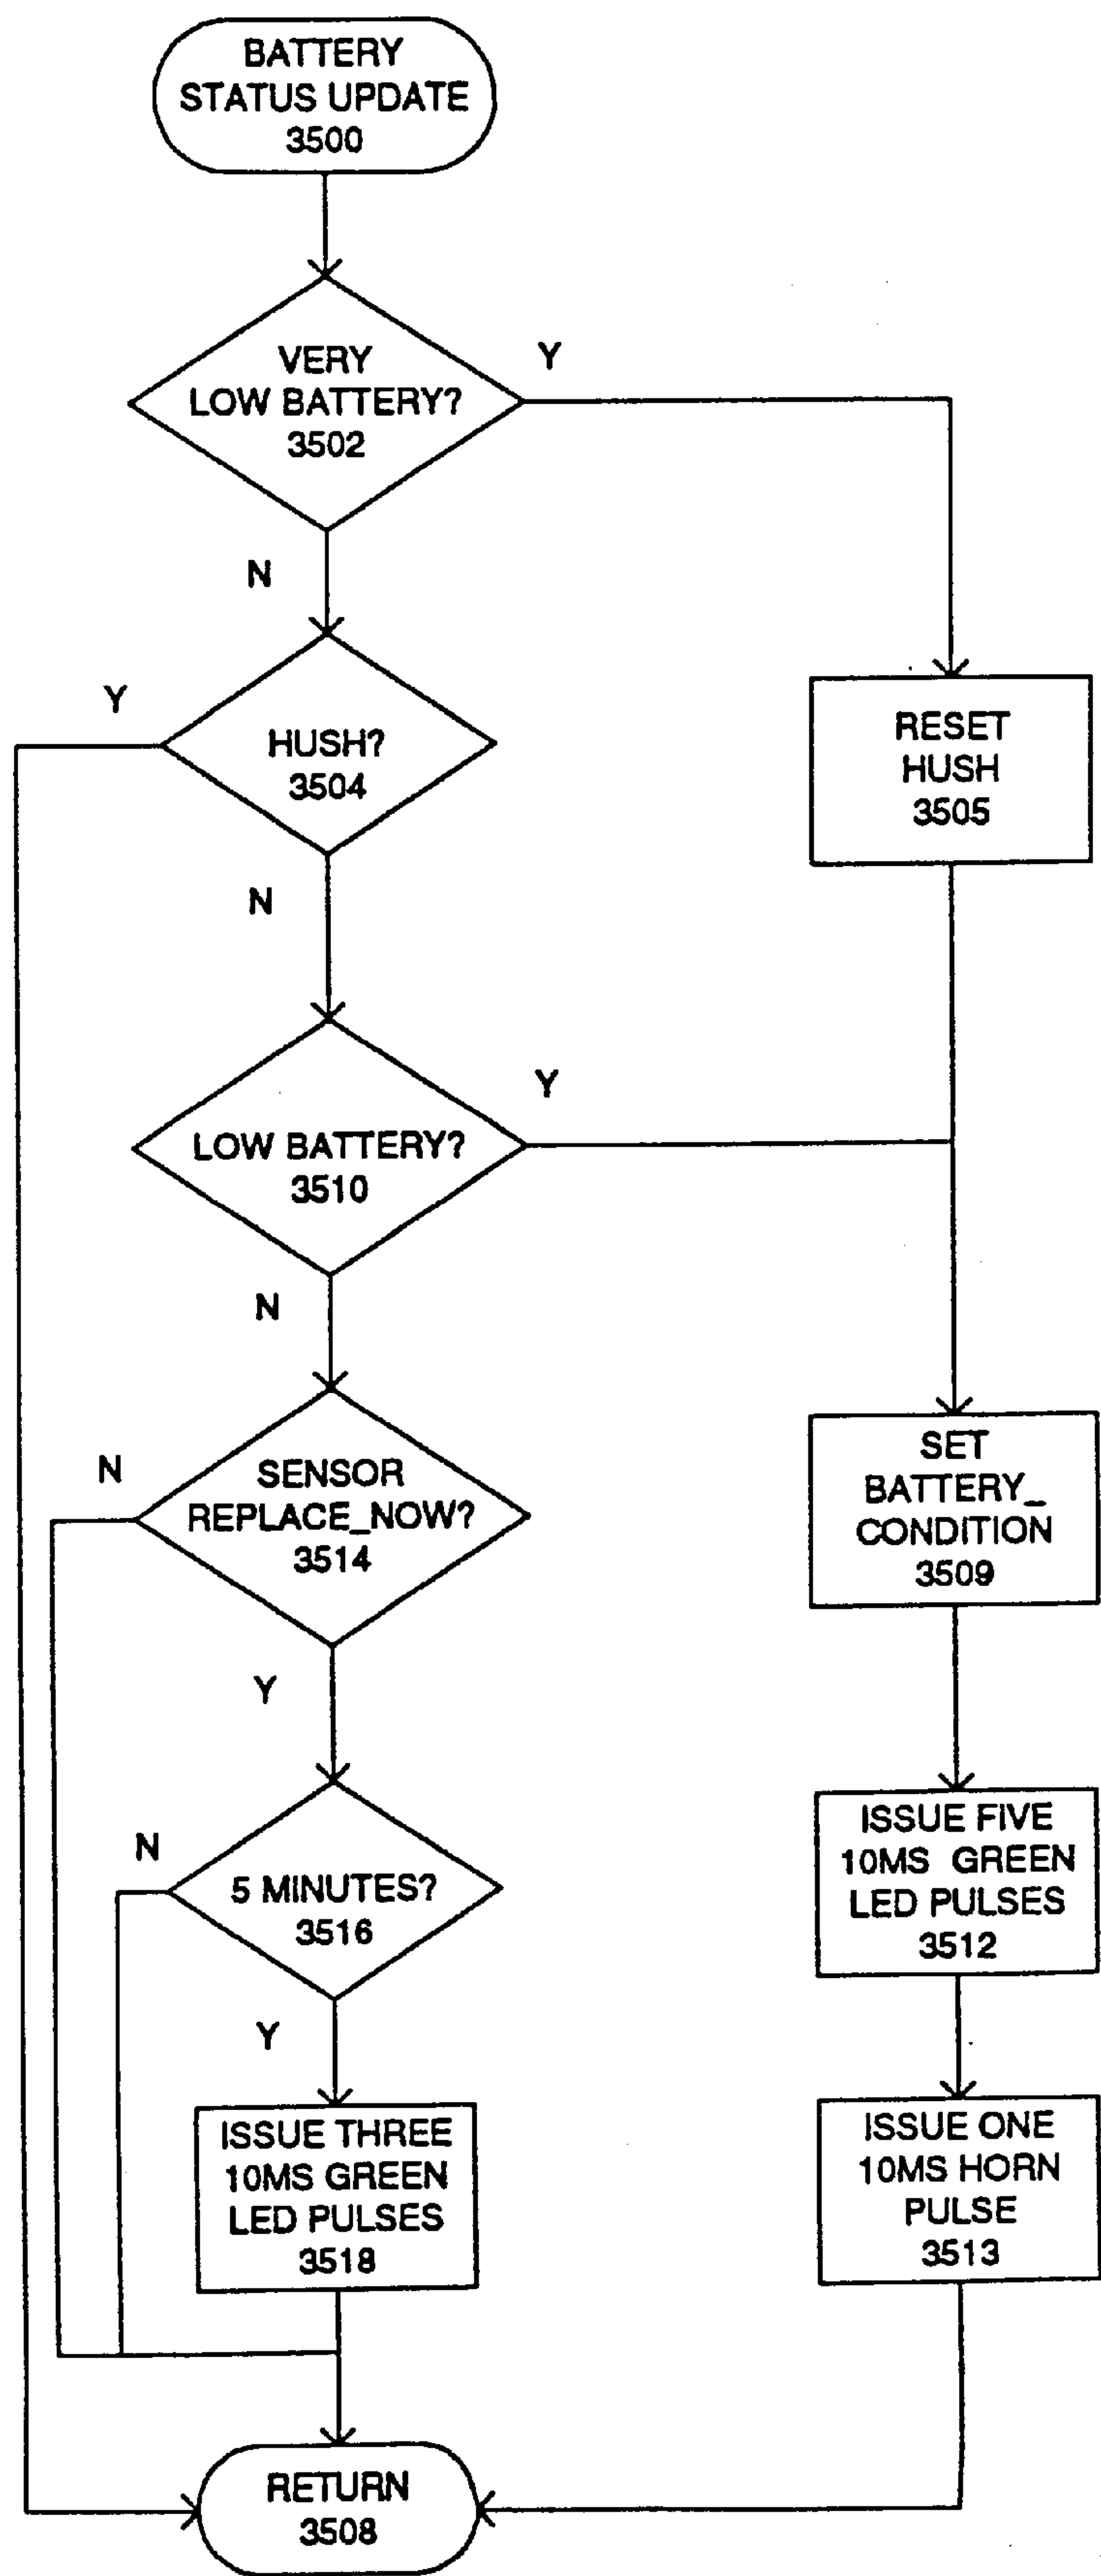 BATTERY
STATUS UPDATE
3500
VERY
LOW BATTERY?
3502
Y
N
HUSH?
3504
Y
N
RESET
HUSH
3505
LOW BATTERY?
3510
Y
N
SENSOR
REPLACE_NOW?
3514
N
Y
SET
BATTERY_
CONDITION
3509
5 MINUTES?
3516
N
Y
ISSUE FIVE
10MS GREEN
LED PULSES
3512
ISSUE THREE
10MS GREEN
LED PULSES
3518
ISSUE ONE
10MS HORN
PULSE
3513
RETURN
3508